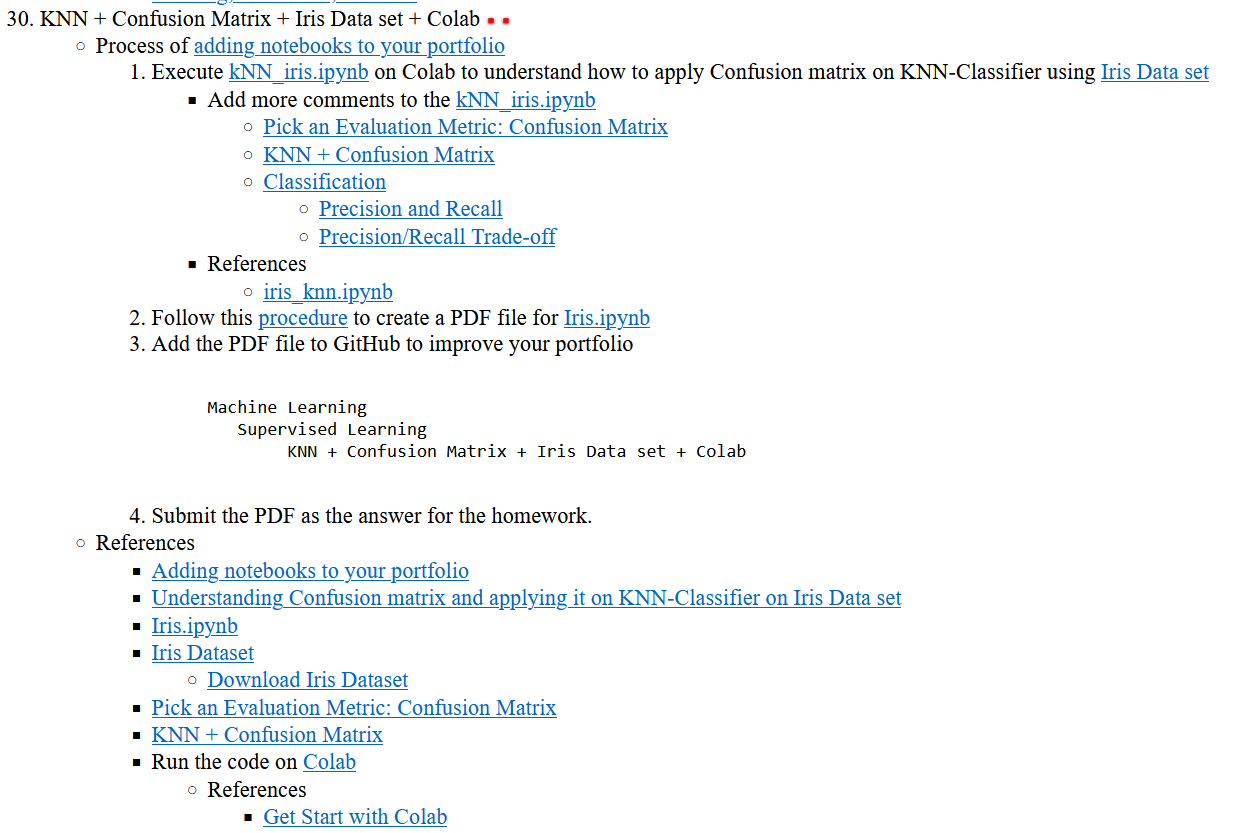 30. KNN + Confusion Matrix + Iris Data set + Colab
Process of adding notebooks to your portfolio
1. Execute kNN_iris.ipynb on Colab to understand how to apply Confusion matrix on KNN-Classifier using Iris Data set
Add more comments to the kNN_iris.ipynb
Pick an Evaluation Metric: Confusion Matrix
KNN + Confusion Matrix
Classification
Precision and Recall
Precision/Recall Trade-off
References
iris_knn.ipynb
2. Follow this procedure to create a PDF file for Iris.ipynb
3. Add the PDF file to GitHub to improve your portfolio
Machine Learning
Supervised Learning
KNN + Confusion Matrix + Iris Data set + Colab
4. Submit the PDF as the answer for the homework.
References
Adding notebooks to your portfolio
Understanding Confusion matrix and applying it on KNN-Classifier on Iris Data set
Iris.ipynb
Iris Dataset
Download Iris Dataset
Pick an Evaluation Metric: Confusion Matrix
KNN + Confusion Matrix
Run the code on Colab
References
Get Start with Colab